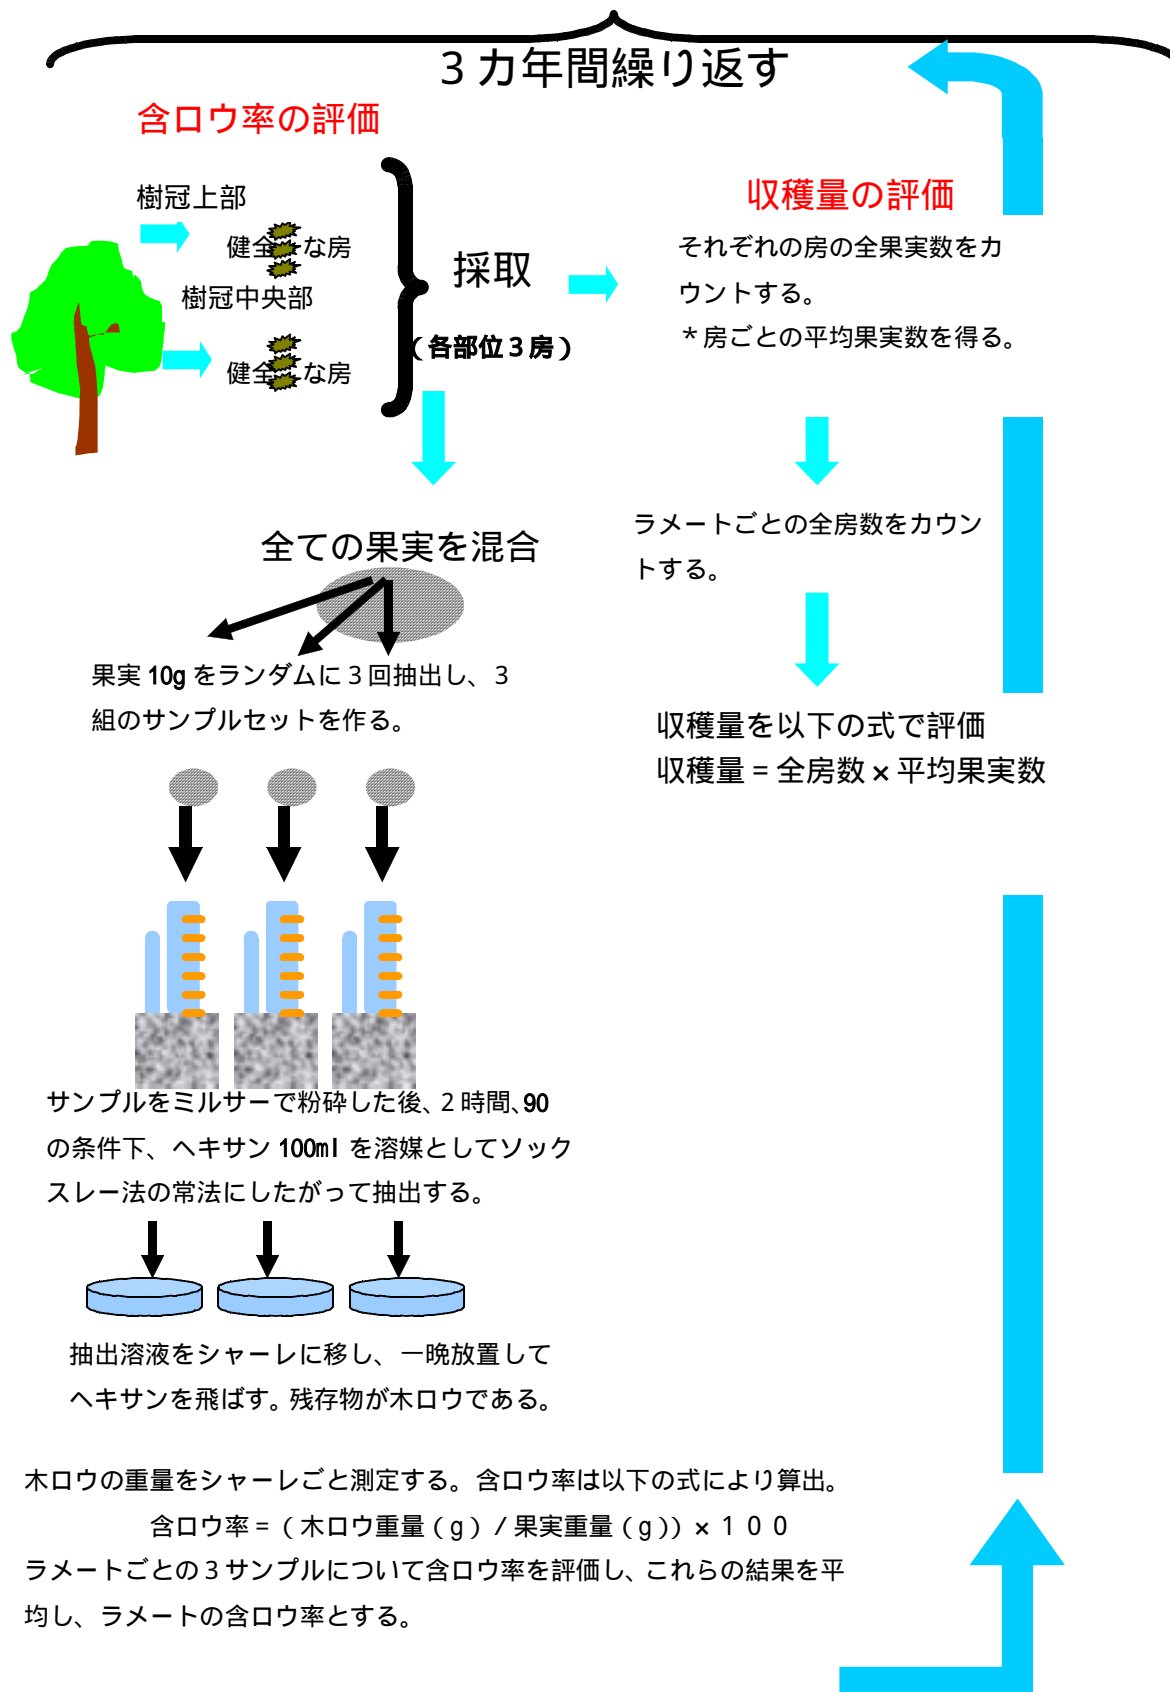 3カ年間繰り返す
含ロウ率の評価
樹冠上部
健全な房
樹冠中央部
健全な房
採取
(各部位3房)
収穫量の評価
それぞれの房の全果実数をカ
ウントする。
*房ごとの平均果実数を得る。
ラメートごとの全房数をカウン
トする。
収穫量を以下の式で評価
収穫量=全房数×平均果実数
全ての果実を混合
果実10gをランダムに3回抽出し、3
組のサンプルセットを作る。
サンプルをミルサーで粉砕した後、2時間、90
の条件下、ヘキサン100mlを溶媒としてソック
スレー法の常法にしたがって抽出する。
抽出溶液をシャーレに移し、一晩放置して
ヘキサンを飛ばす。残存物が木ロウである。
木ロウの重量をシャーレごと測定する。含ロウ率は以下の式により算出。
含ロウ率=(木ロウ重量(g)/果実重量(g))×100
ラメートごとの3サンプルについて含ロウ率を評価し、これらの結果を平
均し、ラメートの含ロウ率とする。